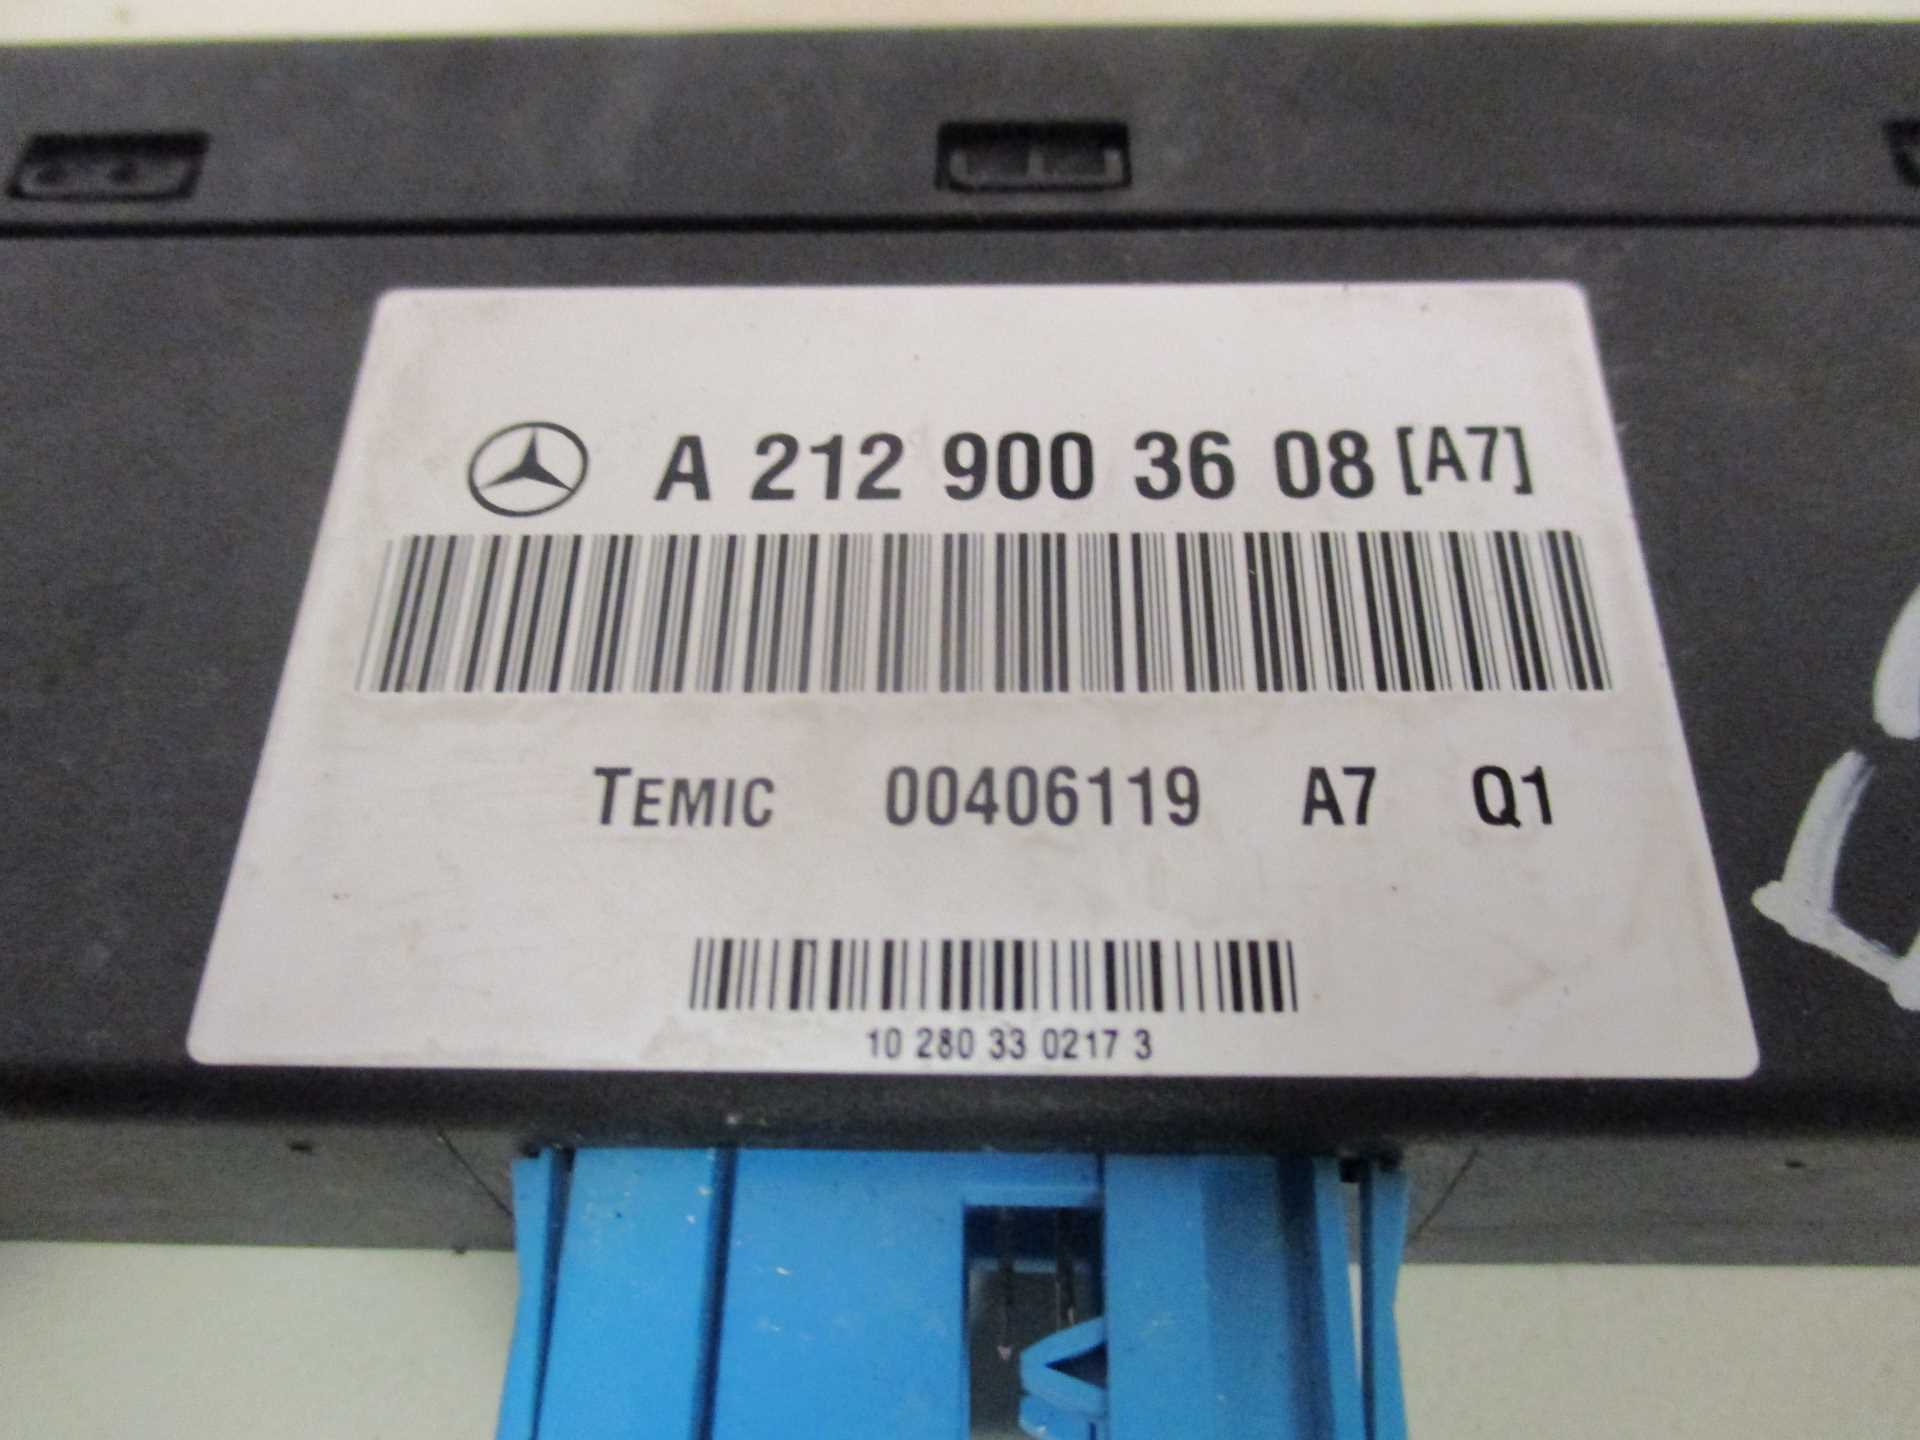 A 212 900 36 08 [A7]
TEMIC 00406119 A7 Q1
10 280 33 0217 3